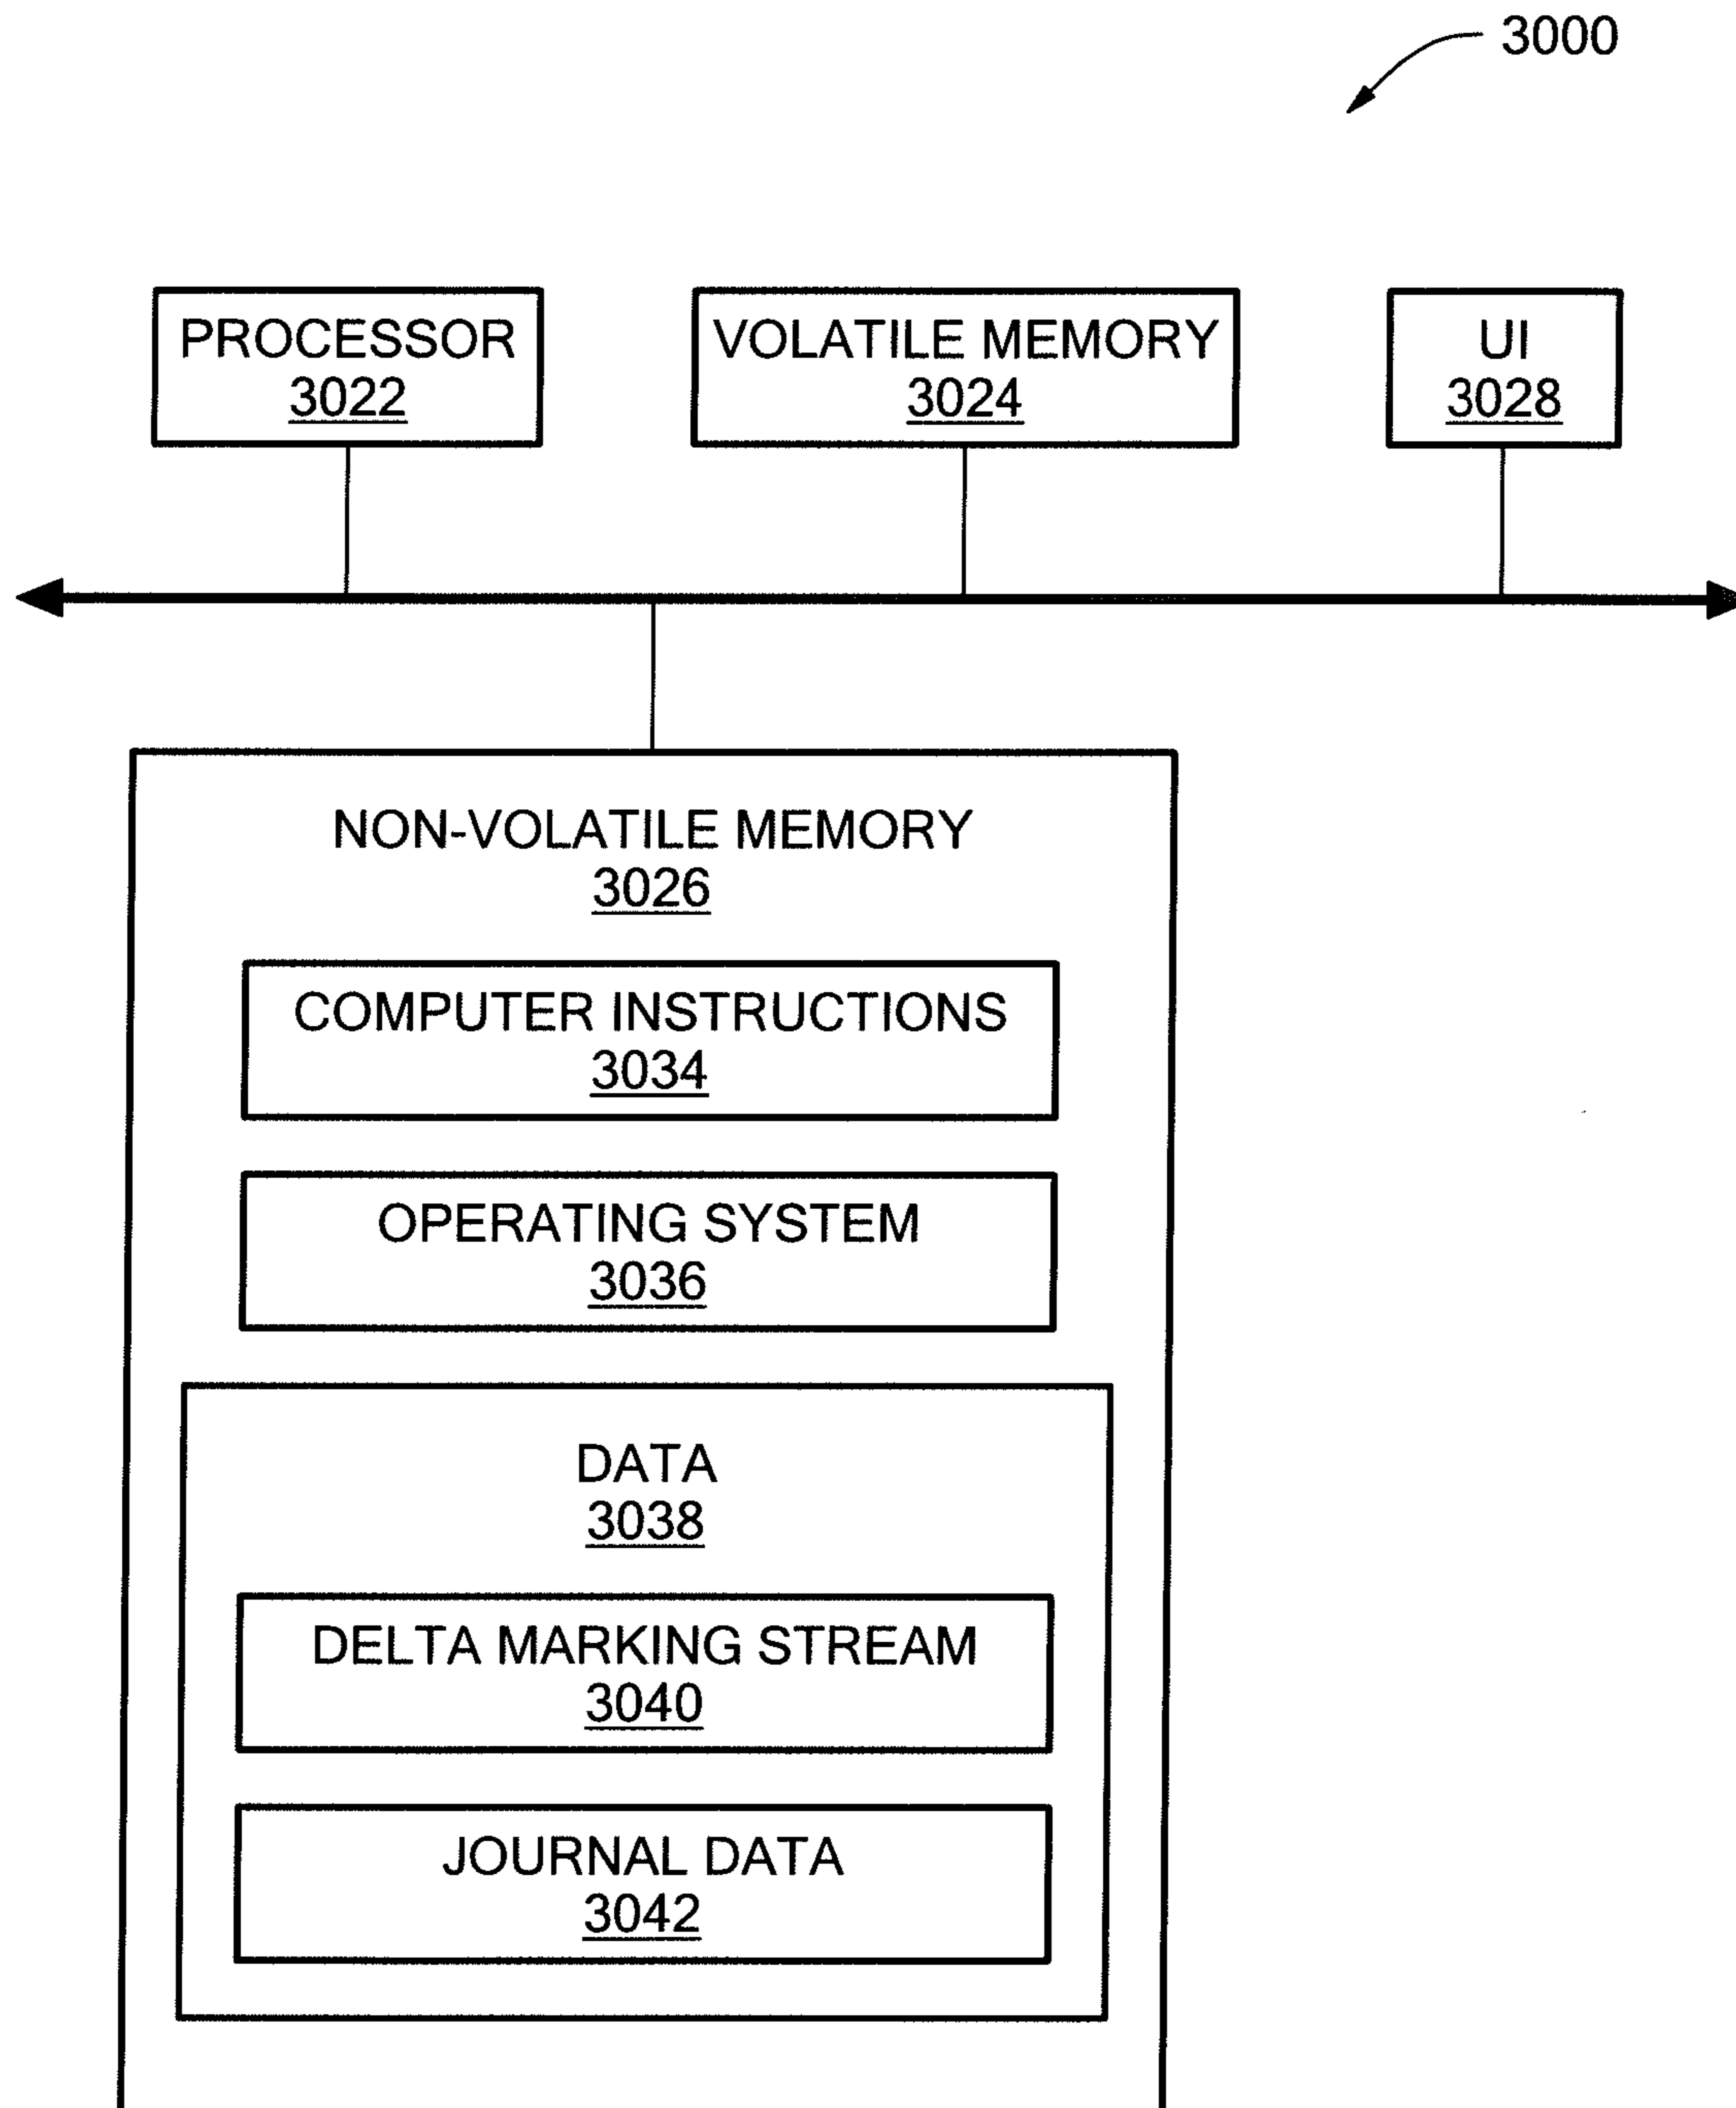 3000
PROCESSOR
3022
VOLATILE MEMORY
3024
UI
3028
NON-VOLATILE MEMORY
3026
COMPUTER INSTRUCTIONS
3034
OPERATING SYSTEM
3036
DATA
3038
DELTA MARKING STREAM
3040
JOURNAL DATA
3042